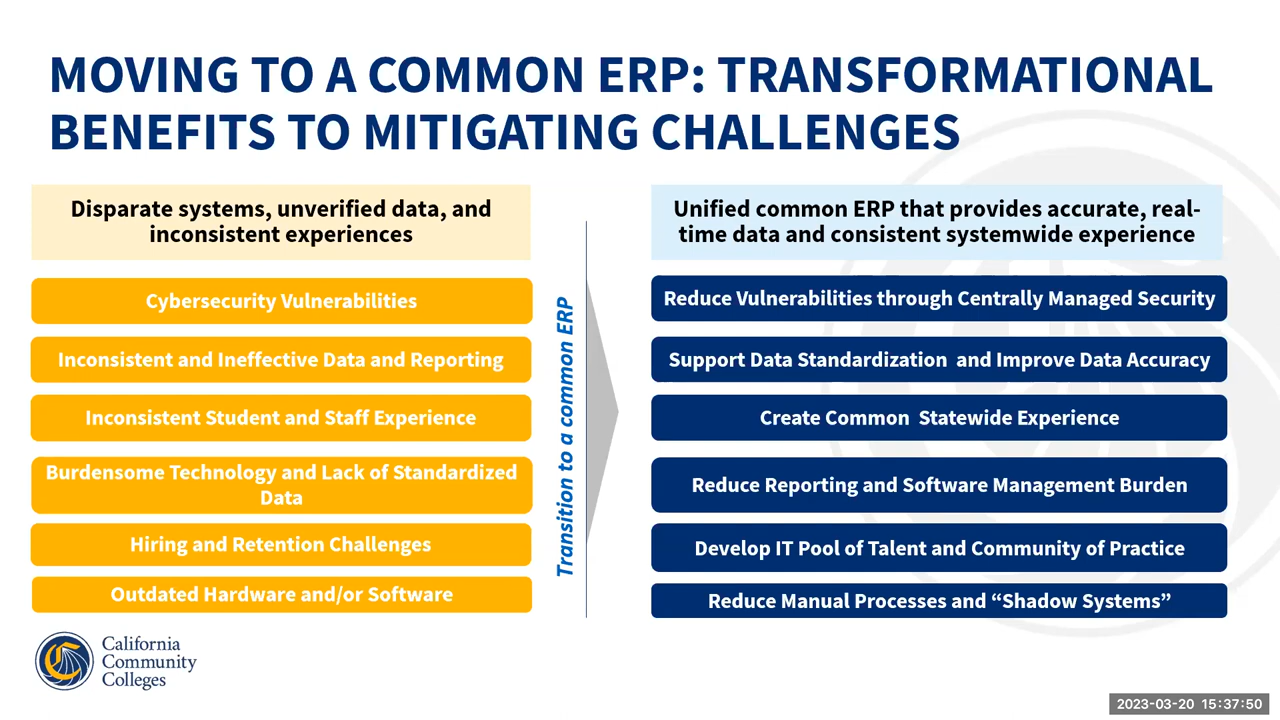 MOVING TO A COMMON ERP: TRANSFORMATIONAL
BENEFITS TO MITIGATING CHALLENGES
Disparate systems, unverified data, and
inconsistent experiences
Cybersecurity Vulnerabilities
Inconsistent and Ineffective Data and Reporting
Inconsistent Student and Staff Experience
Burdensome Technology and Lack of Standardized
Data
Hiring and Retention Challenges
Outdated Hardware and/or Software
Transition to a common ERP
Unified common ERP that provides accurate, real-
time data and consistent systemwide experience
Reduce Vulnerabilities through Centrally Managed Security
Support Data Standardization  and Improve Data Accuracy
Create Common  Statewide Experience
Reduce Reporting and Software Management Burden
Develop IT Pool of Talent and Community of Practice
Reduce Manual Processes and “Shadow Systems”
California
Community
Colleges
2023-03-20  15:37:50